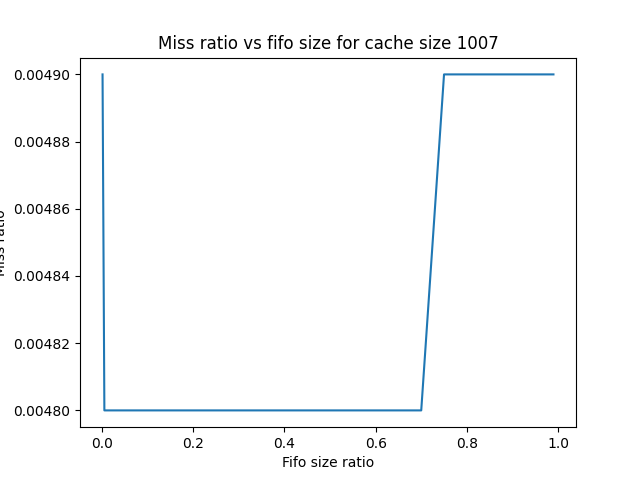 Miss ratio vs fifo size for cache size 1007
0.00490
0.00488
0.00486
0.00484
0.00482
0.00480
Miss ratio
0.0 0.2 0.4 0.6 0.8 1.0
Fifo size ratio